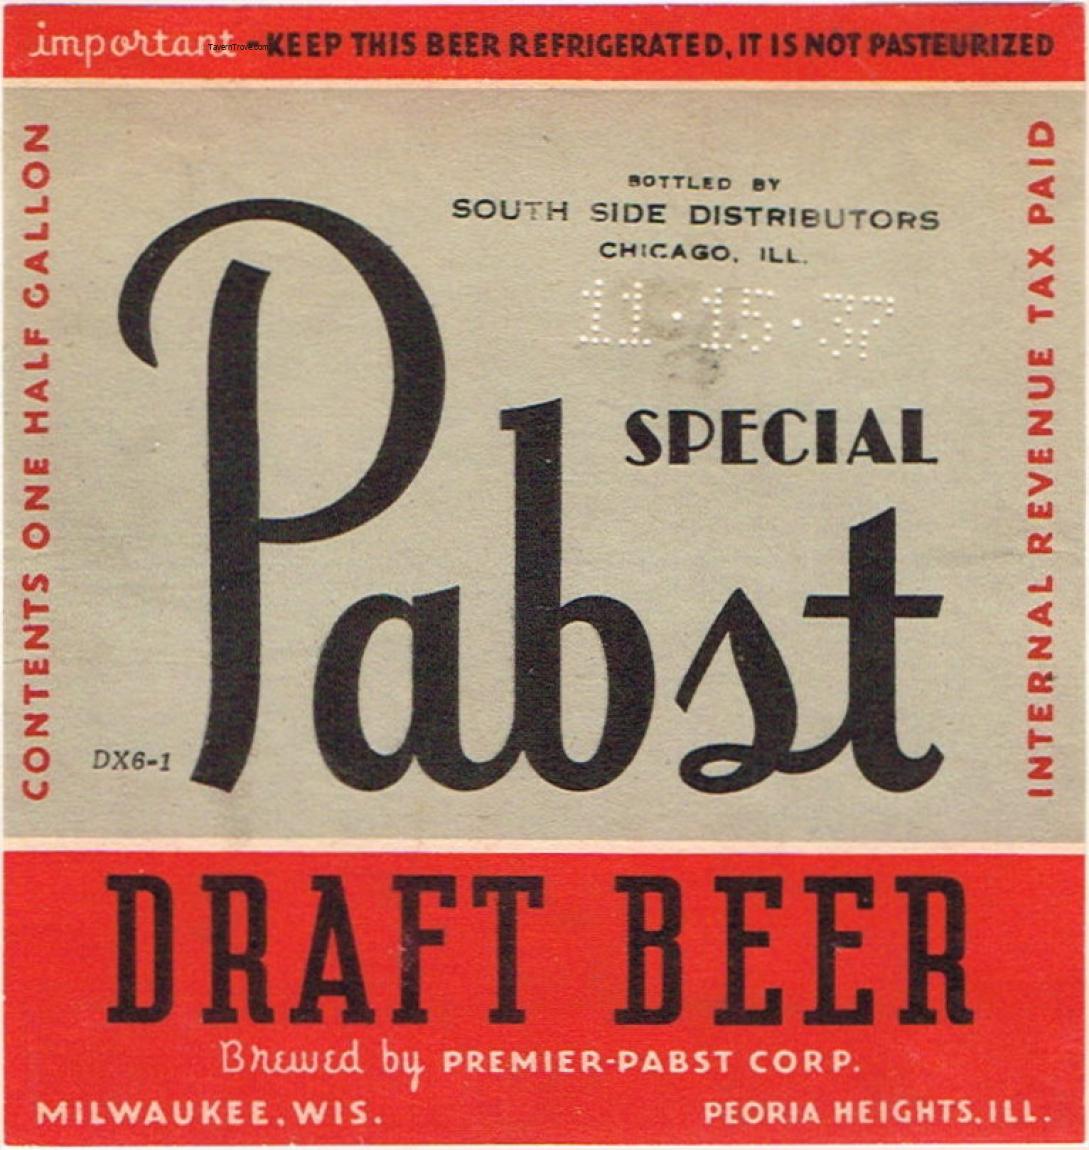 important - KEEP THIS BEER REFRIGERATED, IT IS NOT PASTEURIZED
TavernTrove.com
CONTENTS ONE HALF GALLON
BOTTLED BY
SOUTH SIDE DISTRIBUTORS
CHICAGO, ILL.
11·15·37
SPECIAL
Pabst
DX6-1
INTERNAL REVENUE TAX PAID
DRAFT BEER
Brewed by PREMIER-PABST CORP.
MILWAUKEE, WIS.
PEORIA HEIGHTS, ILL.